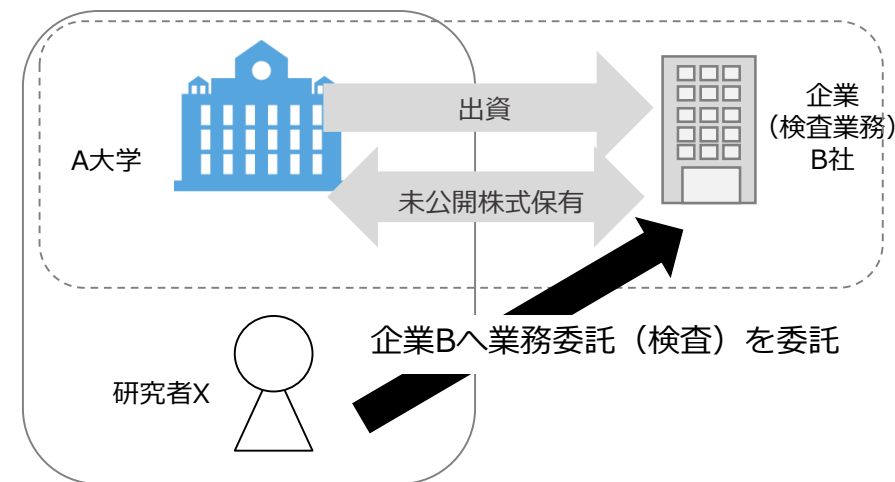 出資
企業
(検査業務)
B社
A大学
未公開株式保有
企業Bへ業務委託（検査）を委託
研究者X